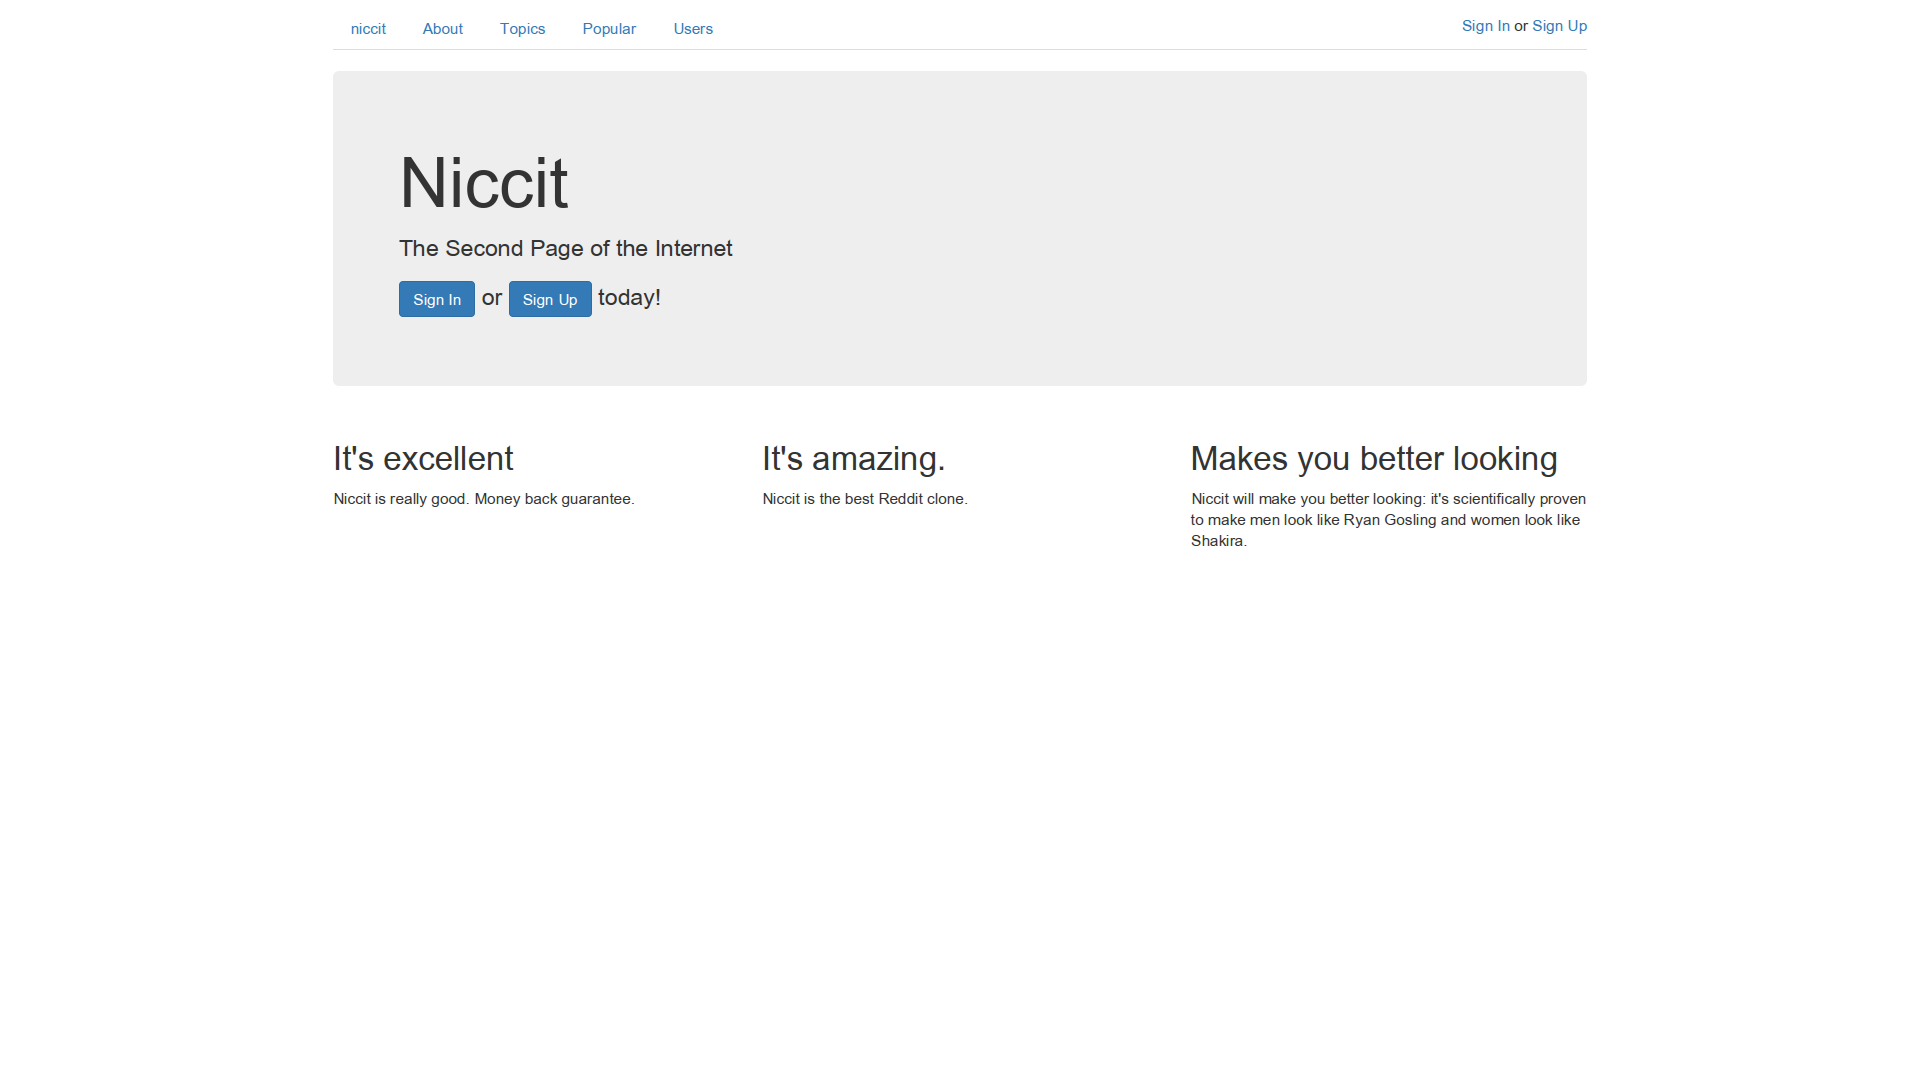 niccit About Topics Popular Users Sign In or Sign Up
Niccit
The Second Page of the Internet
Sign In or Sign Up today!
It's excellent
Niccit is really good. Money back guarantee.
It's amazing.
Niccit is the best Reddit clone.
Makes you better looking
Niccit will make you better looking: it's scientifically proven
to make men look like Ryan Gosling and women look like
Shakira.